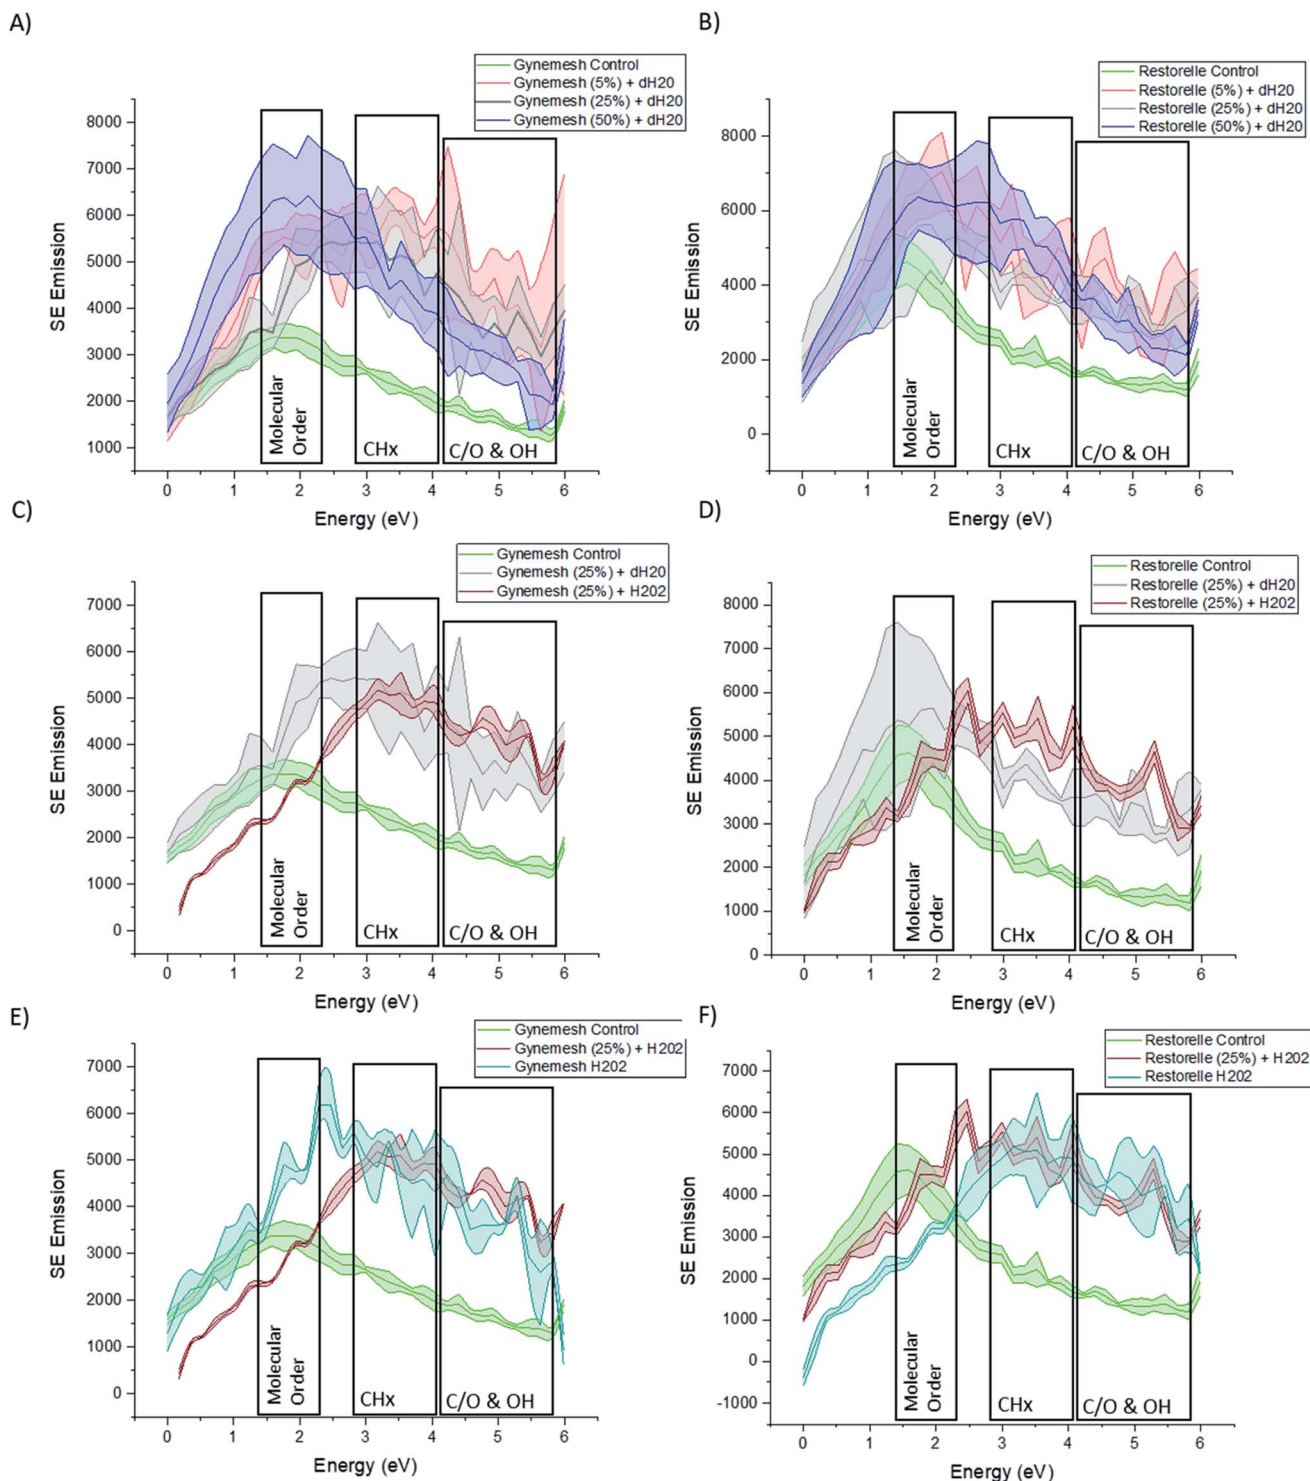 A)
Gynemesh Control
Gynemesh (5%) + dH20
Gynemesh (25%) + dH20
Gynemesh (50%) + dH20
8000
7000
6000
5000
4000
3000
2000
1000
SE Emission
Molecular
Order
CHx
C/O & OH
0 1 2 3 4 5 6
Energy (eV)
B)
Restorelle Control
Restorelle (5%) + dH20
Restorelle (25%) + dH20
Restorelle (50%) + dH20
8000
6000
4000
2000
0
SE Emission
Molecular
Order
CHx
C/O & OH
0 1 2 3 4 5 6
Energy (eV)
C)
Gynemesh Control
Gynemesh (25%) + dH20
Gynemesh (25%) + H202
7000
6000
5000
4000
3000
2000
1000
0
SE Emission
Molecular
Order
CHx
C/O & OH
0 1 2 3 4 5 6
Energy (eV)
D)
Restorelle Control
Restorelle (25%) + dH20
Restorelle (25%) + H202
8000
7000
6000
5000
4000
3000
2000
1000
0
SE Emission
Molecular
Order
CHx
C/O & OH
0 1 2 3 4 5 6
Energy (eV)
E)
Gynemesh Control
Gynemesh (25%) + H202
Gynemesh H202
7000
6000
5000
4000
3000
2000
1000
0
SE Emission
Molecular
Order
CHx
C/O & OH
0 1 2 3 4 5 6
Energy (eV)
F)
Restorelle Control
Restorelle (25%) + H202
Restorelle H202
7000
6000
5000
4000
3000
2000
1000
0
-1000
SE Emission
Molecular
Order
CHx
C/O & OH
0 1 2 3 4 5 6
Energy (eV)